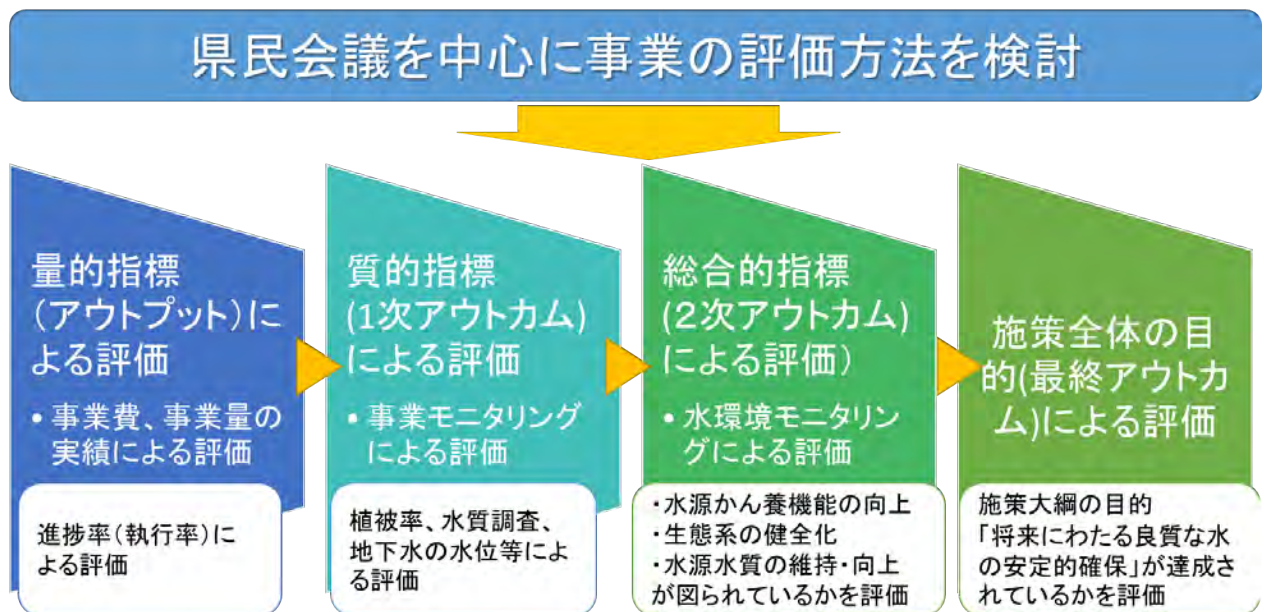 県民会議を中心に事業の評価方法を検討
量的指標
(アウトプット)に
よる評価
• 事業費、事業量の
実績による評価
進捗率(執行率)に
よる評価
質的指標
(1次アウトカム)
による評価
• 事業モニタリング
による評価
植被率、水質調査、
地下水の水位等によ
る評価
総合的指標
(2次アウトカム)
による評価)
• 水環境モニタリン
グによる評価
・水源かん養機能の向上
・生態系の健全化
・水源水質の維持・向上
が図られているかを評価
施策全体の目
的(最終アウトカ
ム)による評価
施策大綱の目的
「将来にわたる良質な水
の安定的確保」が達成さ
れているかを評価